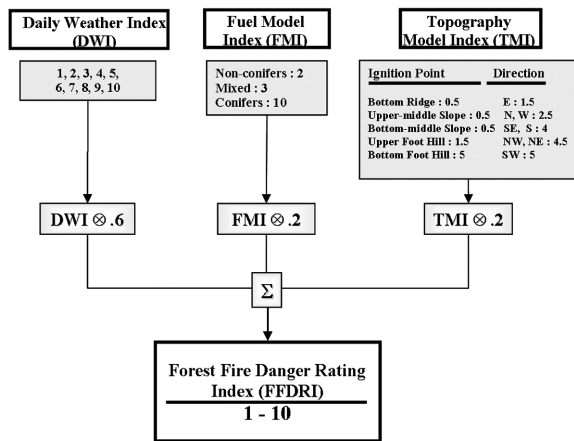 Daily Weather Index
(DWI)
Fuel Model
Index (FMI)
Topography
Model Index (TMI)
1, 2, 3, 4, 5,
6, 7, 8, 9, 10
Non-conifers : 2
Mixed : 3
Conifers : 10
Ignition Point Direction
Bottom Ridge : 0.5 E : 1.5
Upper-middle Slope : 0.5 N, W : 2.5
Bottom-middle Slope : 0.5 SE, S : 4
Upper Foot Hill : 1.5 NW, NE : 4.5
Bottom Foot Hill : 5 SW : 5
DWI ⊗ .6
FMI ⊗ .2
TMI ⊗ .2
Σ
Forest Fire Danger Rating
Index (FFDRI)
1 - 10